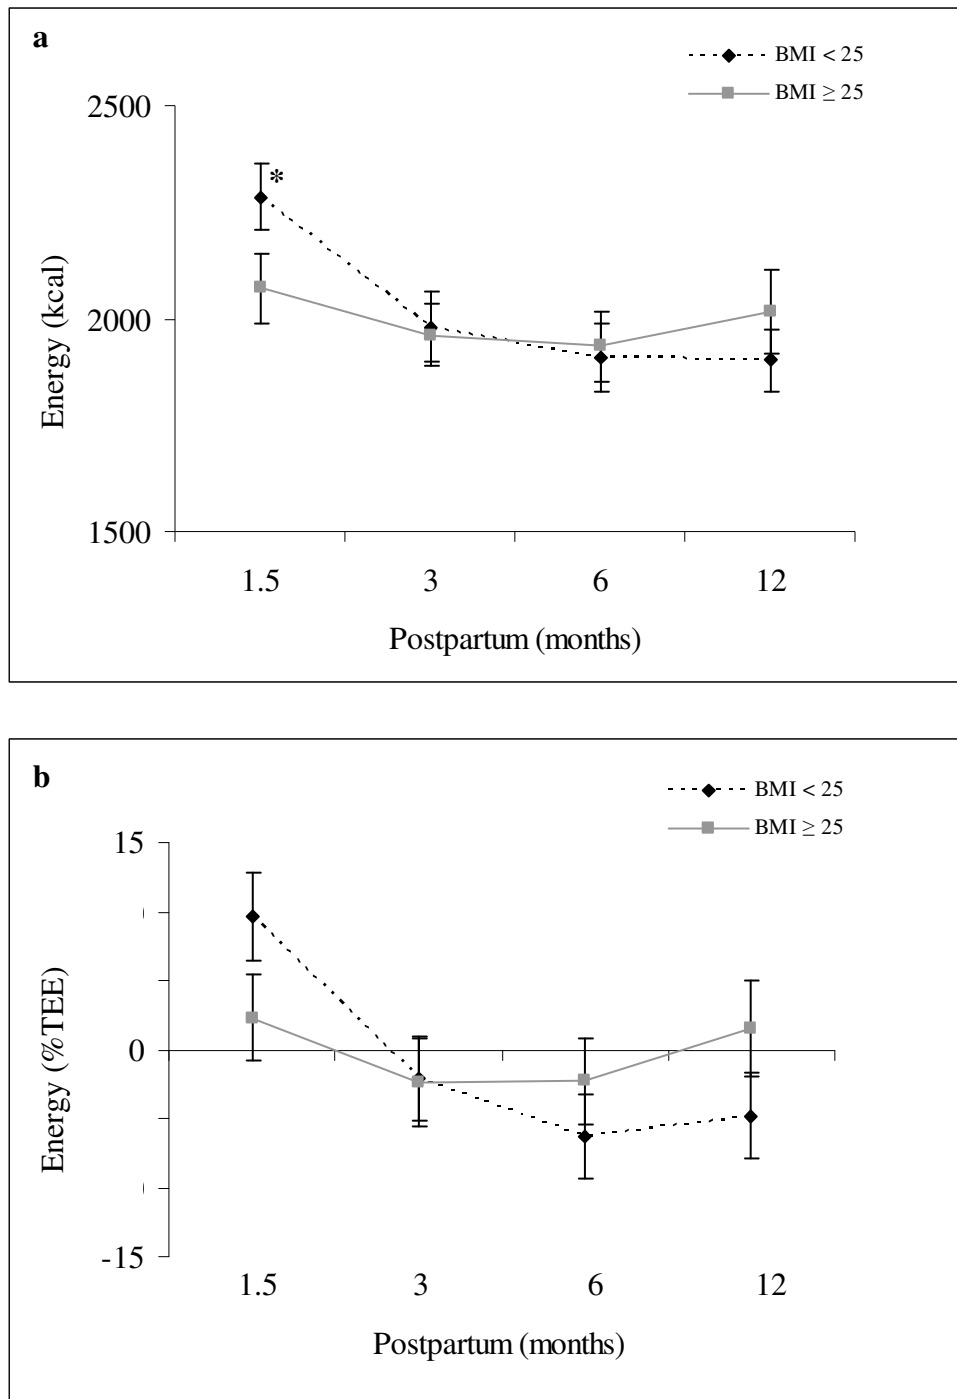 a
BMI < 25
BMI ≥ 25
2500
2000
1500
Energy (kcal)
*
1.5 3 6 12
Postpartum (months)
b
BMI < 25
BMI ≥ 25
15
0
-15
Energy (%TEE)
1.5 3 6 12
Postpartum (months)